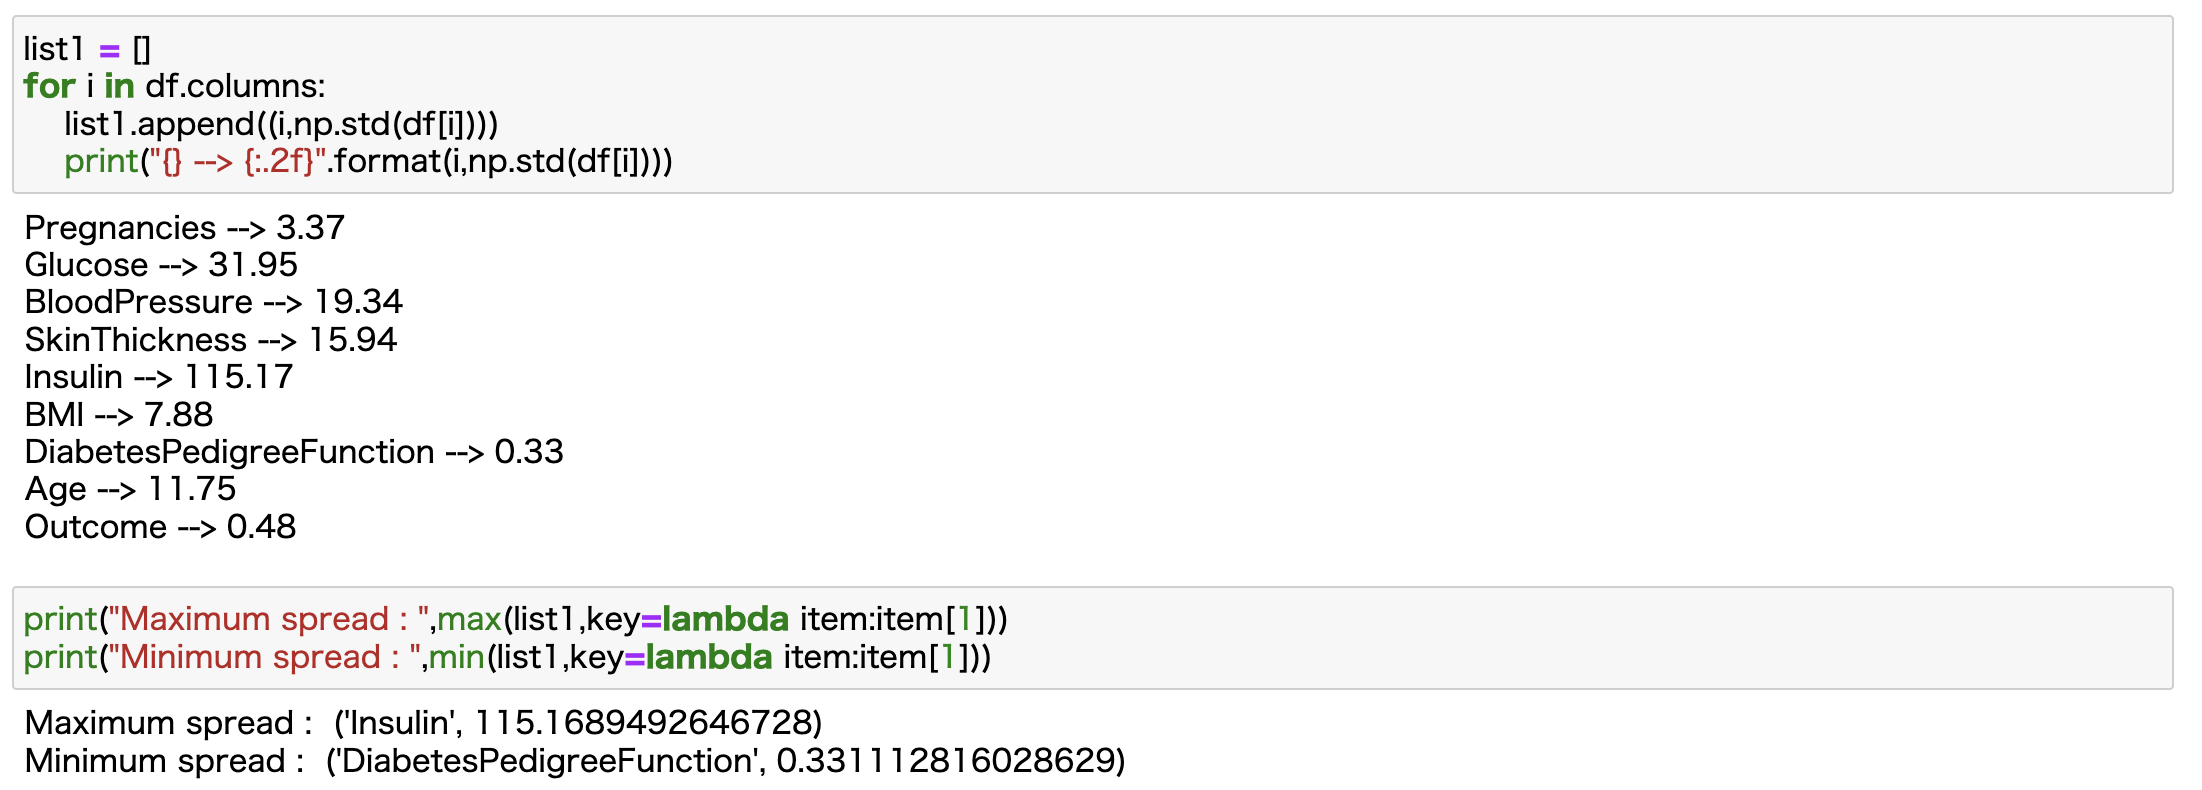 list1 = []
for i in df.columns:
    list1.append((i,np.std(df[i])))
    print("{} --> {:.2f}".format(i,np.std(df[i])))
Pregnancies --> 3.37
Glucose --> 31.95
BloodPressure --> 19.34
SkinThickness --> 15.94
Insulin --> 115.17
BMI --> 7.88
DiabetesPedigreeFunction --> 0.33
Age --> 11.75
Outcome --> 0.48
print("Maximum spread : ",max(list1,key=lambda item:item[1]))
print("Minimum spread : ",min(list1,key=lambda item:item[1]))
Maximum spread :  ('Insulin', 115.1689492646728)
Minimum spread :  ('DiabetesPedigreeFunction', 0.331112816028629)